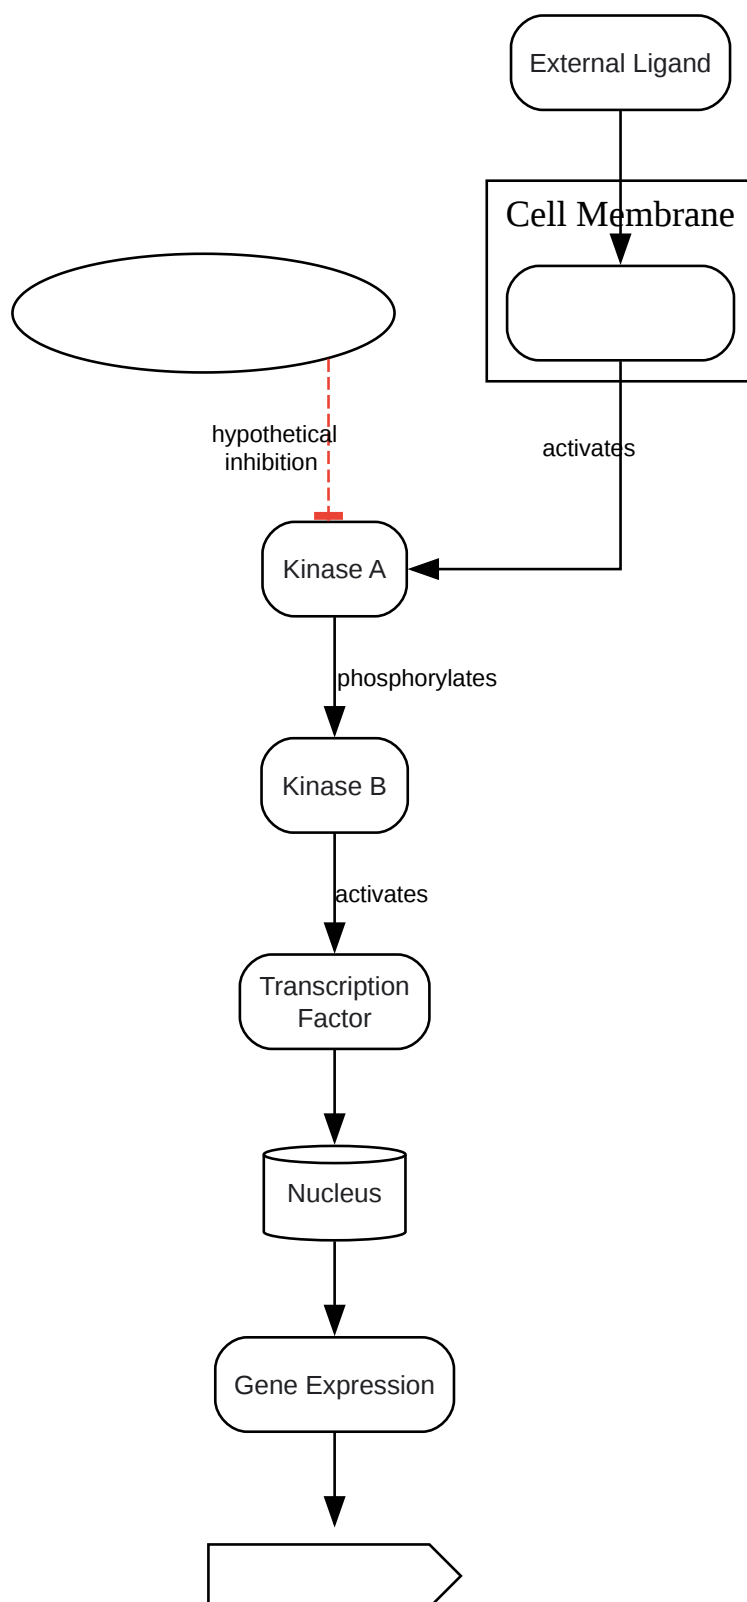 External Ligand
Cell Membrane
hypothetical
inhibition
activates
Kinase A
phosphorylates
Kinase B
activates
Transcription
Factor
Nucleus
Gene Expression